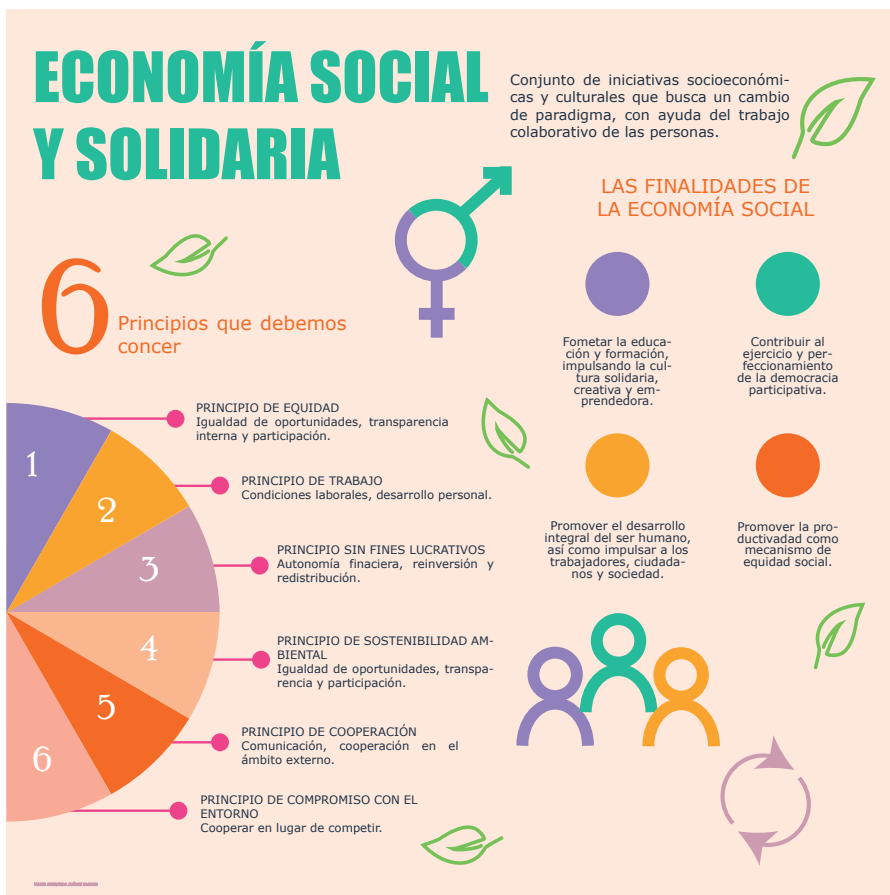 ECONOMÍA SOCIAL
Y SOLIDARIA
Conjunto de iniciativas socioeconómi-
cas y culturales que busca un cambio
de paradigma, con ayuda del trabajo
colaborativo de las personas.
6
Principios que debemos
concer
1
PRINCIPIO DE EQUIDAD
Igualdad de oportunidades, transparencia
interna y participación.
2
PRINCIPIO DE TRABAJO
Condiciones laborales, desarrollo personal.
3
PRINCIPIO SIN FINES LUCRATIVOS
Autonomía finaciera, reinversión y
redistribución.
4
PRINCIPIO DE SOSTENIBILIDAD AM-
BIENTAL
Igualdad de oportunidades, transpa-
rencia y participación.
5
PRINCIPIO DE COOPERACIÓN
Comunicación, cooperación en el
ámbito externo.
6
PRINCIPIO DE COMPROMISO CON EL
ENTORNO
Cooperar en lugar de competir.
LAS FINALIDADES DE
LA ECONOMÍA SOCIAL
Fometar la educa-
ción y formación,
impulsando la cul-
tura solidaria,
creativa y em-
prendedora.
Contribuir al
ejercicio y per-
feccionamiento
de la democracia
participativa.
Promover el desarrollo
integral del ser humano,
así como impulsar a los
trabajadores, ciudada-
nos y sociedad.
Promover la pro-
ductivadad como
mecanismo de
equidad social.